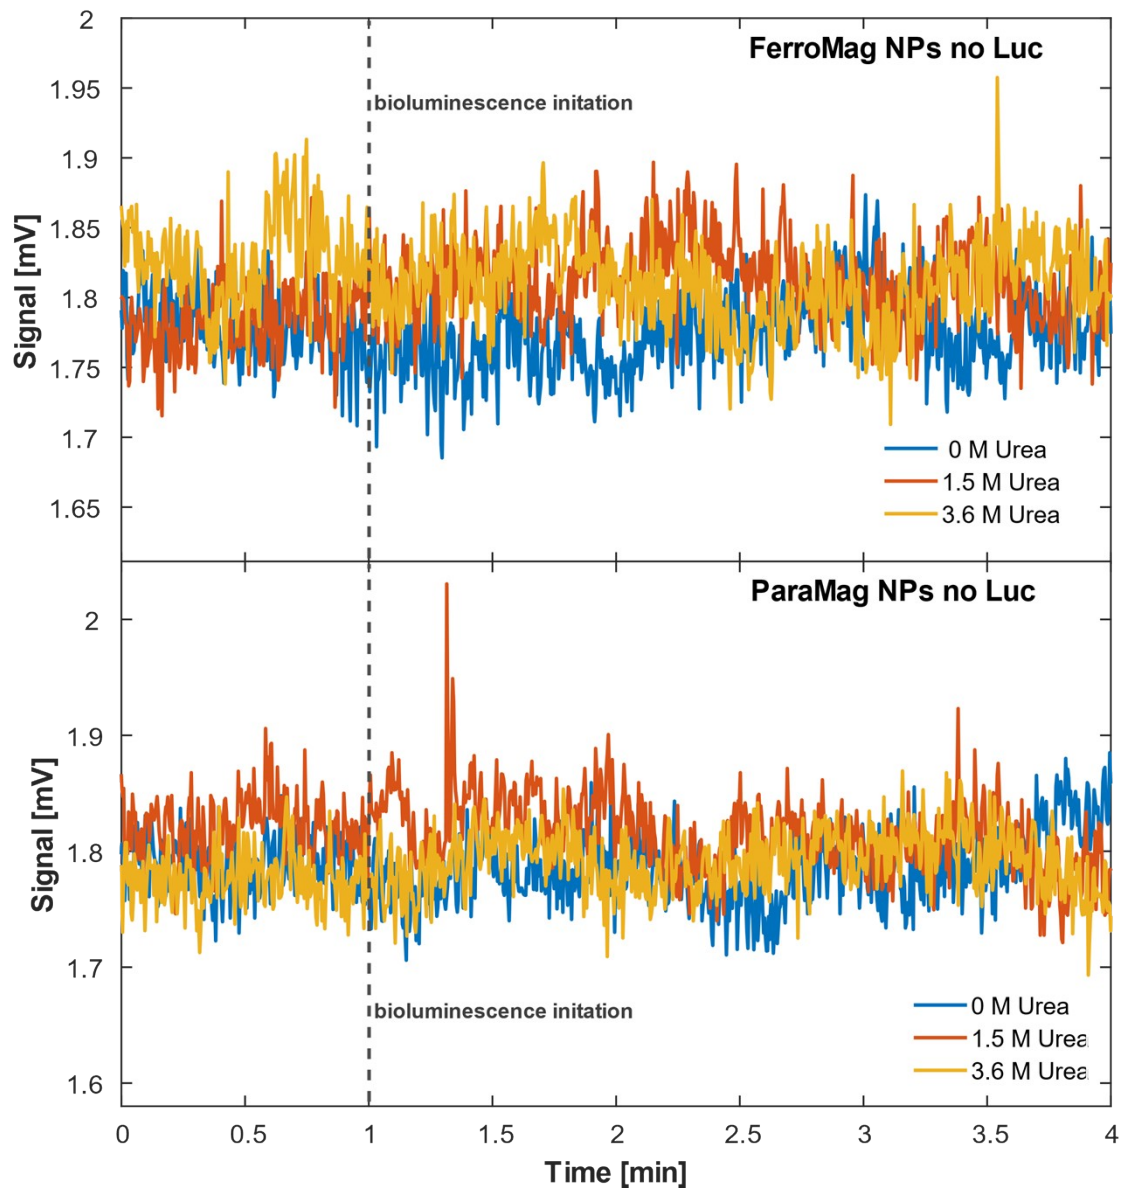 2
FerroMag NPs no Luc
1.95
bioluminescence initation
1.9
1.85
Signal [mV]
1.8
1.75
1.7
0 M Urea
1.5 M Urea
1.65
3.6 M Urea
ParaMag NPs no Luc
2
1.9
Signal [mV]
1.8
1.7
bioluminescence initation
0 M Urea
1.5 M Urea
3.6 M Urea
1.6
0 0.5 1 1.5 2 2.5 3 3.5 4
Time [min]